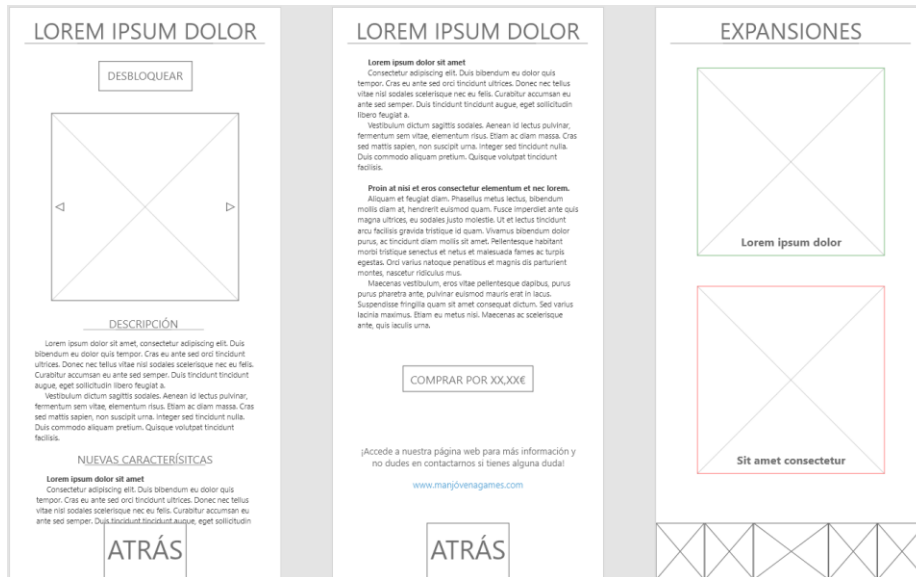 LOREM IPSUM DOLOR
DESBLOQUEAR
DESCRIPCIÓN
Lorem ipsum dolor sit amet, consectetur adipiscing elit. Duis
bibendum eu dolor quis tempor. Cras eu ante sed orci tincidunt
ultrices. Donec nec tellus vitae nisl sodales scelerisque nec eu felis.
Curabitur accumsan eu ante sed semper. Duis tincidunt tincidunt
augue, eget sollicitudin libero feugiat a.
Vestibulum dictum sagittis sodales. Aenean id lectus pulvinar,
fermentum sem vitae, elementum risus. Etiam ac diam massa. Cras
sed mattis sapien, non suscipit urna. Integer sed tincidunt nulla.
Duis commodo aliquam pretium. Quisque volutpat tincidunt
facilisis.
NUEVAS CARACTERÍSITCAS
Lorem ipsum dolor sit amet
Consectetur adipiscing elit. Duis bibendum eu dolor quis
tempor. Cras eu ante sed orci tincidunt ultrices. Donec nec tellus
vitae nisl sodales scelerisque nec eu felis. Curabitur accumsan eu
ante sed semper. Duis tincidunt tincidunt augue, eget sollicitudin
ATRÁS
LOREM IPSUM DOLOR
Lorem ipsum dolor sit amet
Consectetur adipiscing elit. Duis bibendum eu dolor quis
tempor. Cras eu ante sed orci tincidunt ultrices. Donec nec tellus
vitae nisl sodales scelerisque nec eu felis. Curabitur accumsan eu
ante sed semper. Duis tincidunt tincidunt augue, eget sollicitudin
libero feugiat a.
Vestibulum dictum sagittis sodales. Aenean id lectus pulvinar,
fermentum sem vitae, elementum risus. Etiam ac diam massa. Cras
sed mattis sapien, non suscipit urna. Integer sed tincidunt nulla.
Duis commodo aliquam pretium. Quisque volutpat tincidunt
facilisis.
Proin at nisi et eros consectetur elementum et nec lorem.
Aliquam et feugiat diam. Phasellus metus lectus, bibendum
mollis diam at, hendrerit euismod quam. Fusce imperdiet ante quis
magna ultrices, eu sodales justo molestie. Ut et lectus tincidunt
arcu facilisis gravida tristique id quam. Vivamus bibendum dolor
purus, ac tincidunt diam mollis sit amet. Pellentesque habitant
morbi tristique senectus et netus et malesuada fames ac turpis
egestas. Orci varius natoque penatibus et magnis dis parturient
montes, nascetur ridiculus mus.
Maecenas vestibulum, eros vitae pellentesque dapibus, purus
purus pharetra ante, pulvinar euismod mauris erat in lacus.
Suspendisse fringilla quam sit amet consequat dictum. Sed varius
lacinia maximus. Etiam eu metus nisi. Maecenas ac scelerisque
ante, quis iaculis urna.
COMPRAR POR XX,XX€
¡Accede a nuestra página web para más información y
no dudes en contactarnos si tienes alguna duda!
www.manjóvenagames.com
ATRÁS
EXPANSIONES
Lorem ipsum dolor
Sit amet consectetur